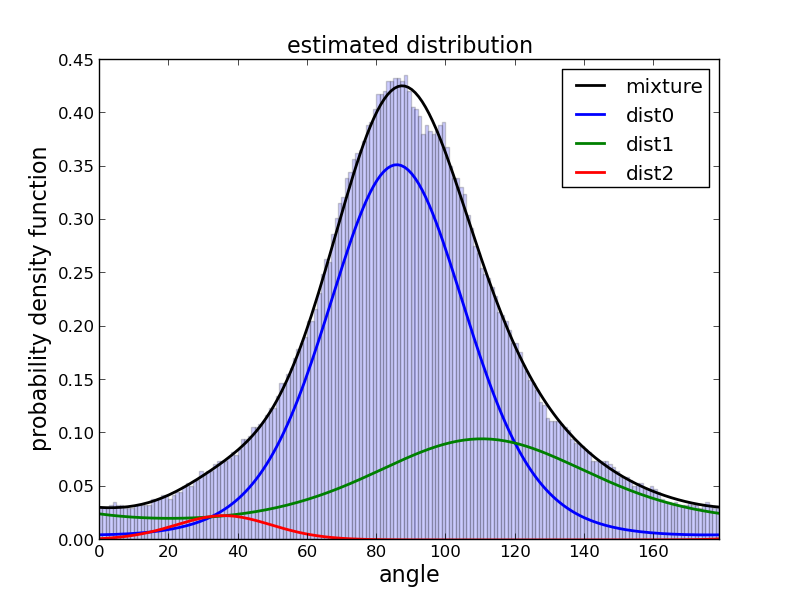 estimated distribution
0.45
0.40
0.35
0.30
0.25
0.20
0.15
0.10
0.05
0.00
probability density function
mixture
dist0
dist1
dist2
0 20 40 60 80 100 120 140 160
angle